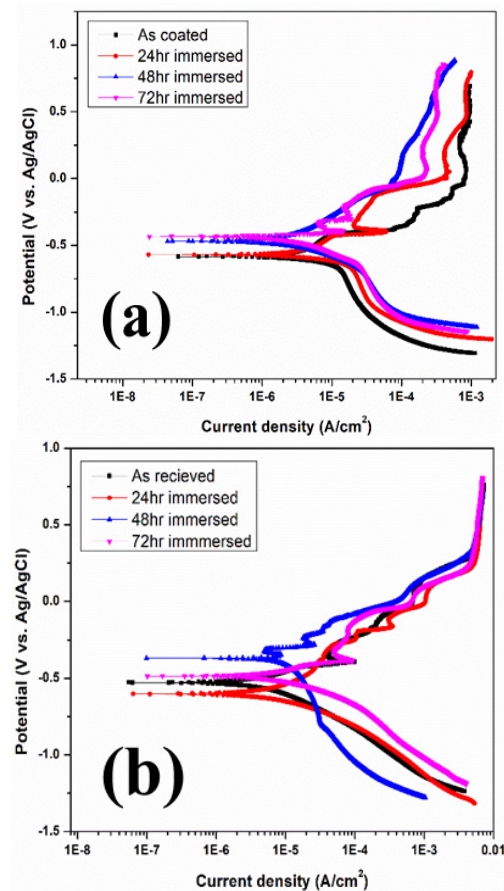 (a)
As coated
24hr immersed
48hr immersed
72hr immersed
Potential (V vs. Ag/AgCl)
1.0
0.5
0.0
-0.5
-1.0
-1.5
1E-8 1E-7 1E-6 1E-5 1E-4 1E-3
Current density (A/cm²)
(b)
As recieved
24hr immersed
48hr immersed
72hr immmersed
Potential (V vs. Ag/AgCl)
1.0
0.5
0.0
-0.5
-1.0
-1.5
1E-8 1E-7 1E-6 1E-5 1E-4 1E-3 0.01
Current density (A/cm²)